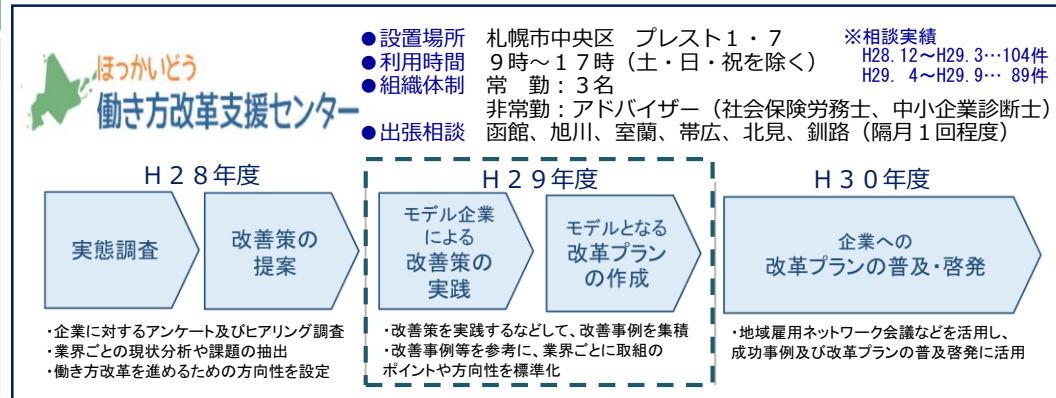 ほっかいどう
働き方改革支援センター
●設置場所　札幌市中央区　プレスト１・７
●利用時間　９時～１７時（土・日・祝を除く）
●組織体制　常　勤：３名
非常勤：アドバイザー（社会保険労務士、中小企業診断士）
●出張相談　函館、旭川、室蘭、帯広、北見、釧路（隔月１回程度）
※相談実績
H28.12～H29.3…104件
H29. 4～H29.9… 89件
Ｈ２８年度
実態調査
改善策の
提案
・企業に対するアンケート及びヒアリング調査
・業界ごとの現状分析や課題の抽出
・働き方改革を進めるための方向性を設定
Ｈ２９年度
モデル企業
による
改善策の
実践
モデルとなる
改革プラン
の作成
・改善策を実践するなどして、改善事例を集積
・改善事例等を参考に、業界ごとに取組の
ポイントや方向性を標準化
Ｈ３０年度
企業への
改革プランの普及・啓発
・地域雇用ネットワーク会議などを活用し、
成功事例及び改革プランの普及啓発に活用